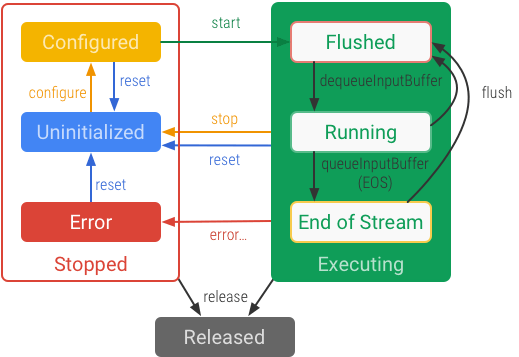 Configured
start
Flushed
configure
reset
dequeueInputBuffer
flush
Uninitialized
stop
reset
Running
queueInputBuffer
(EOS)
reset
Error
error...
End of Stream
Stopped
Executing
release
Released